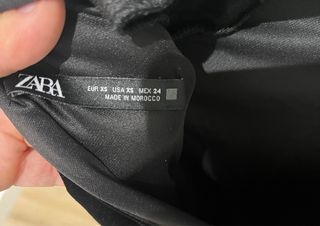 ZARA
EUR XS USA XS MEX 24
MADE IN MOROCCO